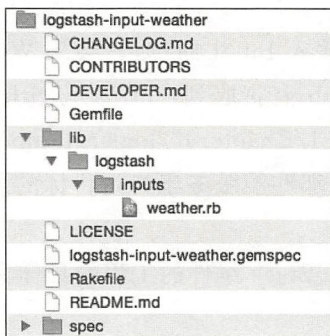 logstash-input-weather
CHANGELOG.md
CONTRIBUTORS
DEVELOPER.md
Gemfile
lib
logstash
inputs
weather.rb
LICENSE
logstash-input-weather.gemspec
Rakefile
README.md
spec